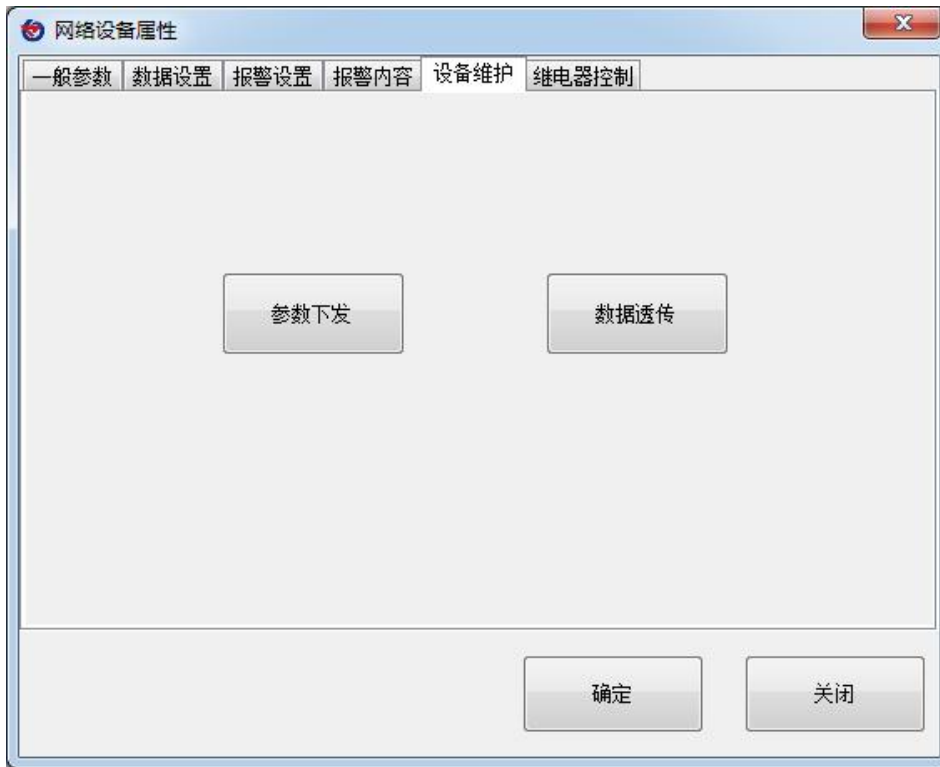 网络设备属性
一般参数 数据设置 报警设置 报警内容 设备维护 继电器控制
参数下发 数据透传
确定 关闭